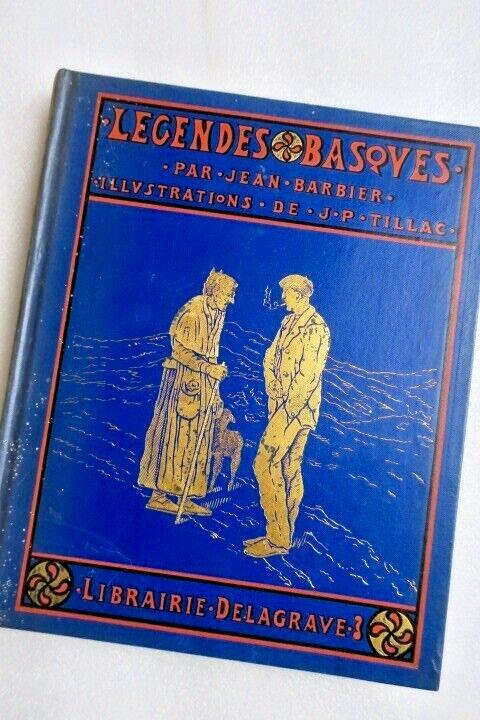 ·LEGENDES BASQVES·
·PAR·JEAN·BARBIER·
·ILLVSTRATIONS·DE·J·P·TILLAC·
·LIBRAIRIE·DELAGRAVE·